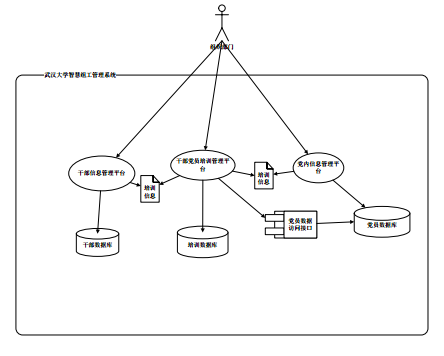 组织部门
武汉大学智慧组工管理系统
干部信息管理平台
干部党员培训管理平
台
党内信息管理平
台
培训
信息
培训
信息
党员数据
访问接口
党员数据库
干部数据库
培训数据库